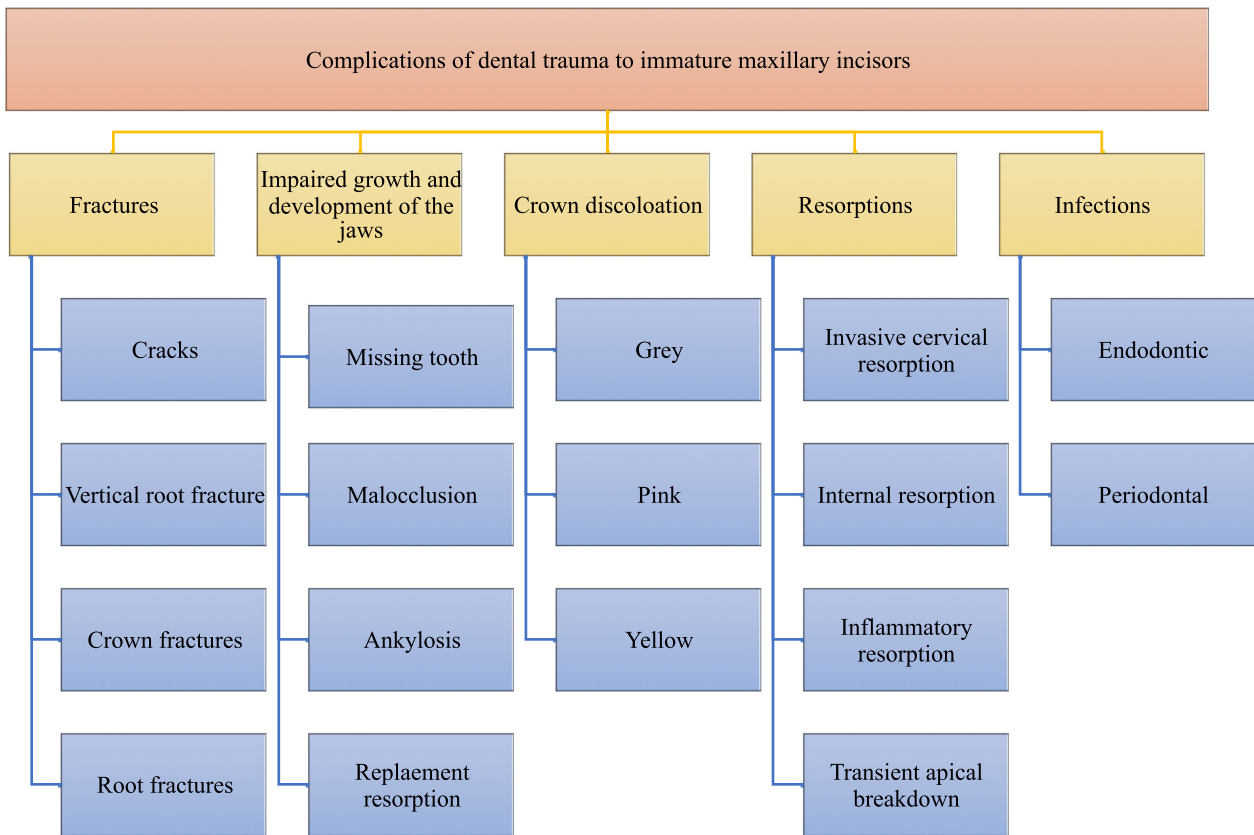 Complications of dental trauma to immature maxillary incisors
Fractures
Impaired growth and
development of the
jaws
Crown discoloation
Resorptions
Infections
Cracks
Missing tooth
Grey
Invasive cervical
resorption
Endodontic
Vertical root fracture
Malocclusion
Pink
Internal resorption
Periodontal
Crown fractures
Ankylosis
Yellow
Inflammatory
resorption
Root fractures
Replaement
resorption
Transient apical
breakdown